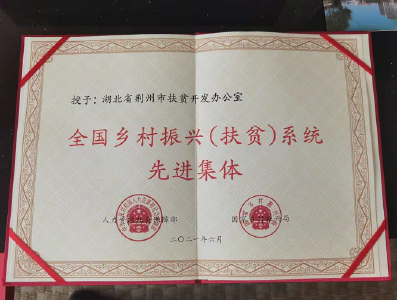 授予：湖北省荆州市扶贫开发办公室
全国乡村振兴（扶贫）系统
先进集体
二〇二一年六月